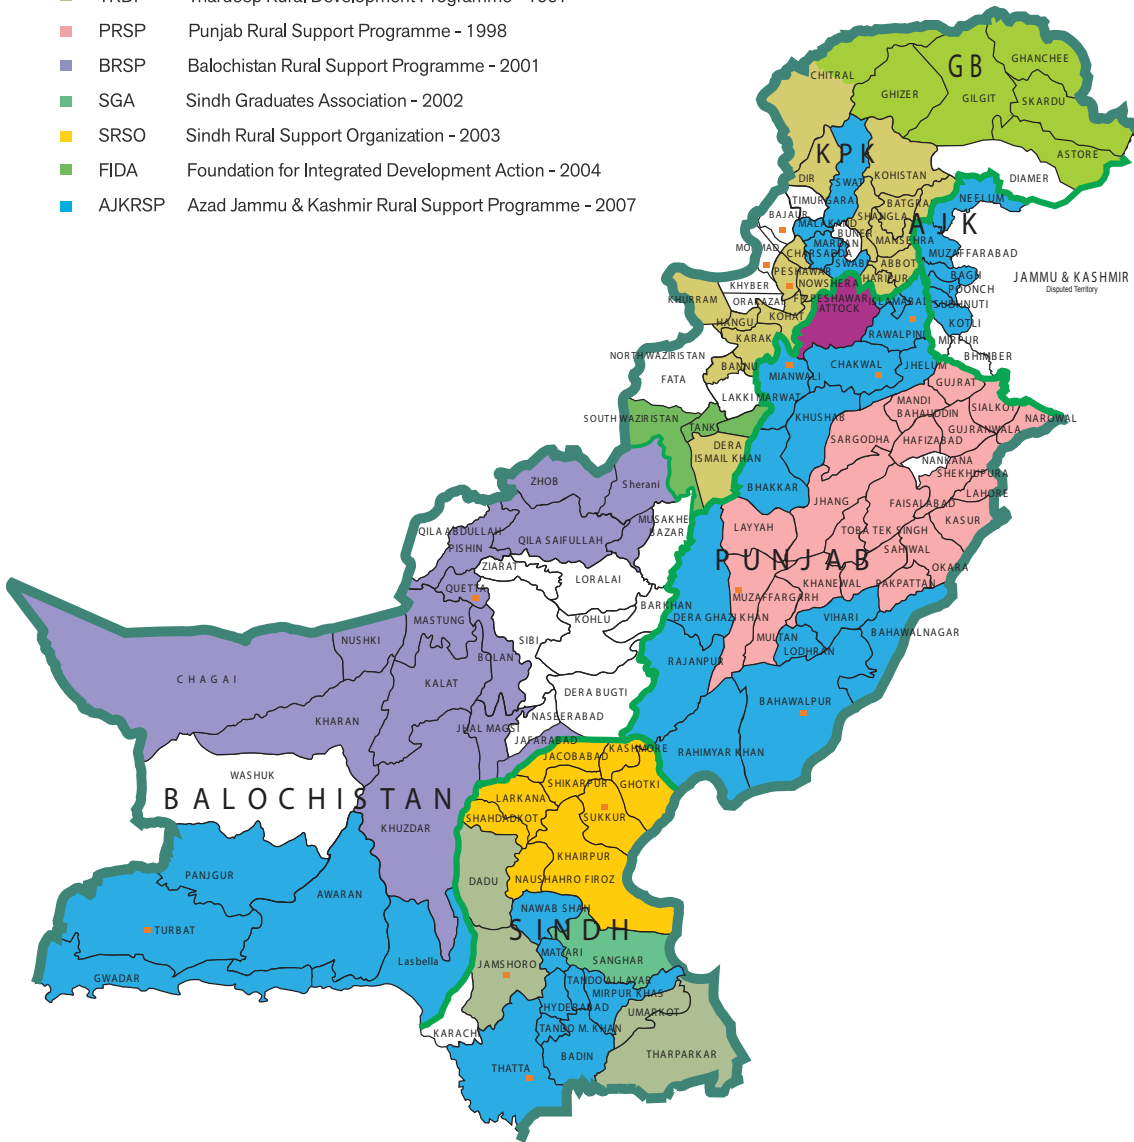 PRSP Punjab Rural Support Programme - 1998
BRSP Balochistan Rural Support Programme - 2001
SGA Sindh Graduates Association - 2002
SRSO Sindh Rural Support Organization - 2003
FIDA Foundation for Integrated Development Action - 2004
AJKRSP Azad Jammu & Kashmir Rural Support Programme - 2007
GB
GHANCHEE
CHITRAL
GHIZER
GILGIT
SKARDU
ASTORE
DIAMER
KPK
DIR
SWAT
KOHISTAN
TIMURGARA
BATGRAM
NEELUM
BAJAUR
MALAKAND
SHANGLA
BUNER
AJK
MARDAN
MANSEHRA
MUZAFFARABAD
CHARSADDA
SWABI
ABBOT
PESHAWAR
HARIPUR
BAGH
JAMMU & KASHMIR
Disputed Territory
KHYBER
NOWSHERA
POONCH
KHURRAM
ORAKAZAI
PESHAWAR
ISLAMABAD
SUDHNUTI
ATTOCK
HANGU
KOHAT
KOTLI
KARAK
RAWALPINDI
MIRPUR
NORTH WAZIRISTAN
BHIMBER
FATA
BANNU
MIANWALI
CHAKWAL
JHELUM
GUJRAT
LAKKI MARWAT
MANDI
BAHAUDDIN
SIALKOT
SOUTH WAZIRISTAN
KHUSHAB
NAROWAL
TANK
SARGODHA
HAFIZABAD
GUJRANWALA
DERA
ISMAIL KHAN
NANKANA
SHEKHUPURA
ZHOB
Sherani
BHAKKAR
JHANG
FAISALABAD
LAHORE
MUSAKHE
BAZAR
LAYYAH
TOBA TEK SINGH
KASUR
QILA ABDULLAH
PISHIN
QILA SAIFULLAH
SAHIWAL
PUNJAB
OKARA
ZIARAT
LORALAI
KHANEWAL
PAKPATTAN
QUETTA
BARKHAN
MUZAFFARGARH
MASTUNG
KOHLU
DERA GHAZI KHAN
VIHARI
NUSHKI
SIBI
MULTAN
LODHRAN
BAHAWALNAGAR
BOLAN
RAJANPUR
CHAGAI
KALAT
DERA BUGTI
BAHAWALPUR
KHARAN
NASEERABAD
JHAL MAGSI
JAFARABAD
KASHMORE
RAHIMYAR KHAN
JACOBABAD
WASHUK
SHIKARPUR
GHOTKI
BALOCHISTAN
LARKANA
SHAHDADKOT
SUKKUR
KHUZDAR
KHAIRPUR
PANJGUR
DADU
NAUSHAHRO FIROZ
AWARAN
NAWAB SHAH
TURBAT
SINDH
MATIARI
Lasbella
JAMSHORO
SANGHAR
GWADAR
TANDO ALLAYAR
MIRPUR KHAS
HYDERABAD
UMARKOT
KARACHI
TANDO M. KHAN
BADIN
THARPARKAR
THATTA